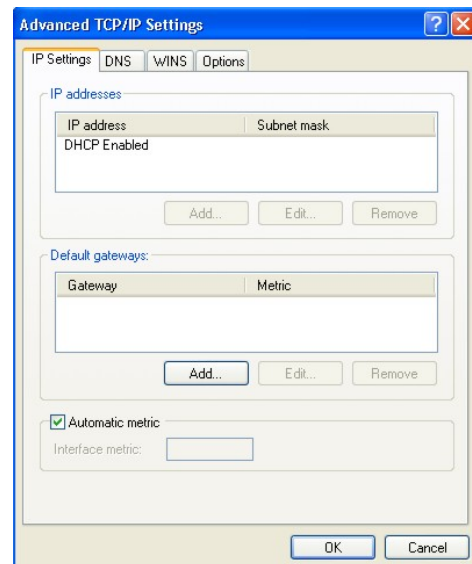 Advanced TCP/IP Settings
IP Settings DNS WINS Options
IP addresses
IP address Subnet mask
DHCP Enabled
Add... Edit... Remove
Default gateways:
Gateway Metric
Add... Edit... Remove
Automatic metric
Interface metric:
OK Cancel